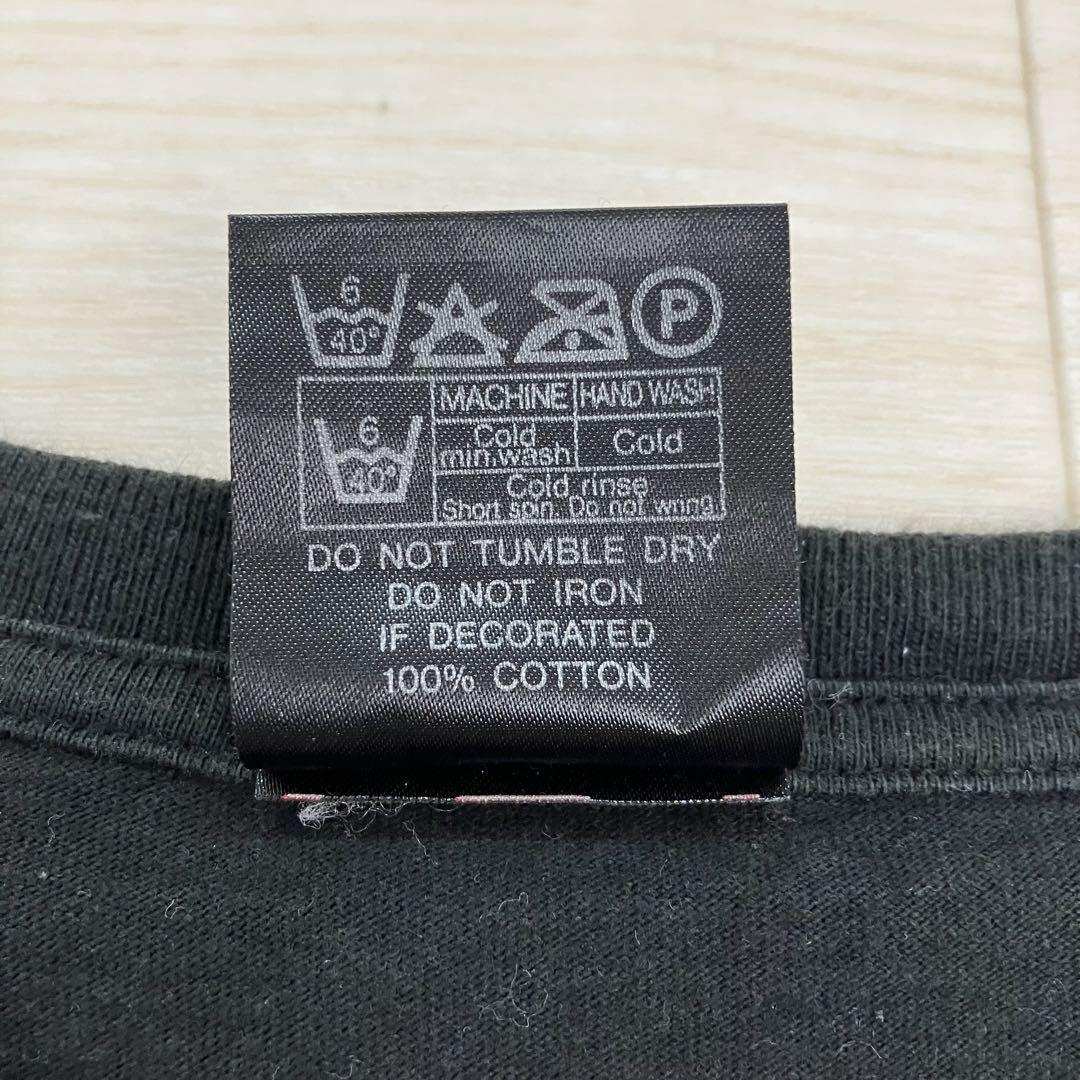 6
40°
P
MACHINE HAND WASH
6
40°
Cold
min.wash
Cold
Cold rinse
Short spin. Do not wring.
DO NOT TUMBLE DRY
DO NOT IRON
IF DECORATED
100% COTTON